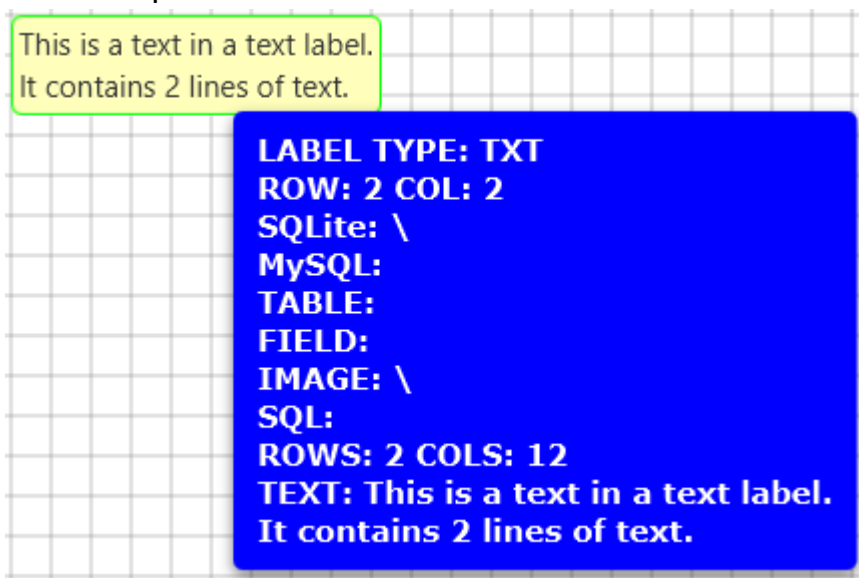 This is a text in a text label.
It contains 2 lines of text.
LABEL TYPE: TXT
ROW: 2 COL: 2
SQLite: \
MySQL:
TABLE:
FIELD:
IMAGE: \
SQL:
ROWS: 2 COLS: 12
TEXT: This is a text in a text label.
It contains 2 lines of text.